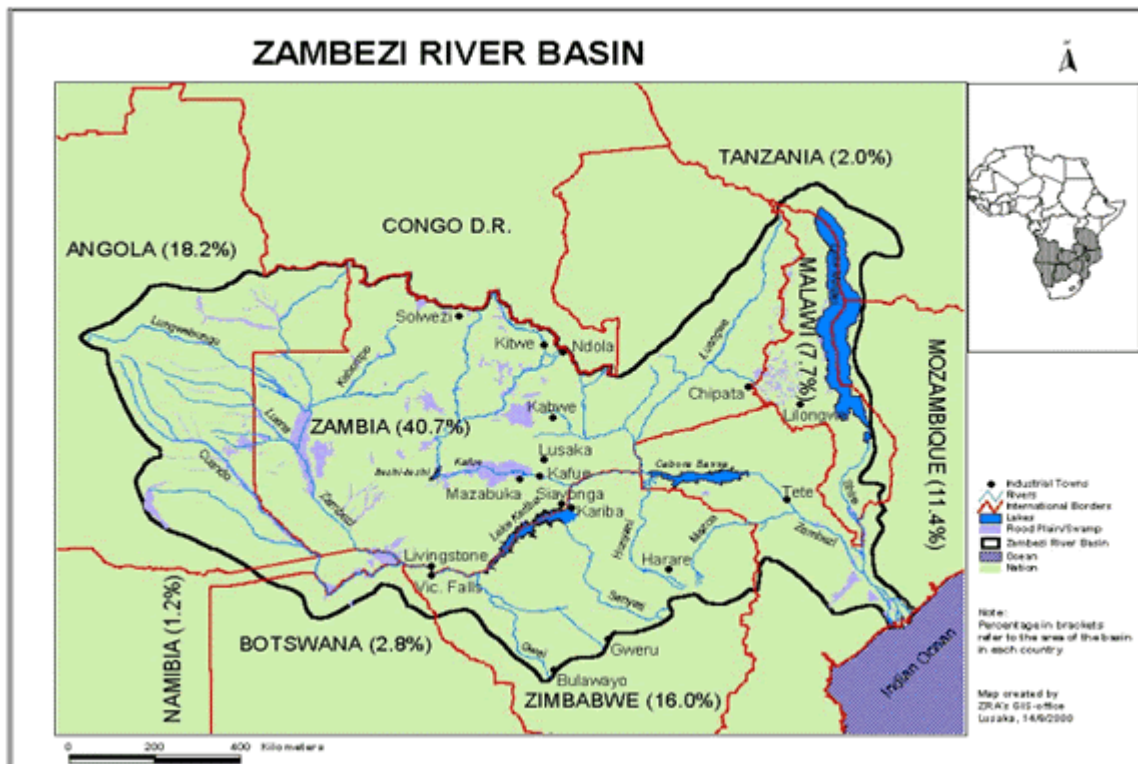 ZAMBEZI RIVER BASIN
TANZANIA (2.0%)
CONGO D.R.
ANGOLA (18.2%)
MALAWI (7.7%)
MOZAMBIQUE (11.4%)
Lungwebungu
Solwezi
Kitwe
Ndola
Luangwa
Kabompo
Chipata
Lilongwe
Kabwe
Luena
ZAMBIA (40.7%)
Lusaka
Cuando
Kafue
Kafue
Cabora Bassa
Mazabuka
Siavonga
Kariba
Tete
Shire
Zambezi
Lake Kariba
Zambezi
Hunyani
Mazoe
Livingstone
Harare
Vic. Falls
Sanyati
NAMIBIA (1.2%)
BOTSWANA (2.8%)
Gwai
Gweru
Bulawayo
ZIMBABWE (16.0%)
Indian Ocean
Industrial Towns
Rivers
International Borders
Lakes
Flood Plain/Swamp
Zambezi River Basin
Ocean
Nation
Note:
Percentage in brackets
refer to the area of the basin
in each country
Map created by
ZRA's GIS-office
Lusaka, 14/9/2000
0 200 400 Kilometers